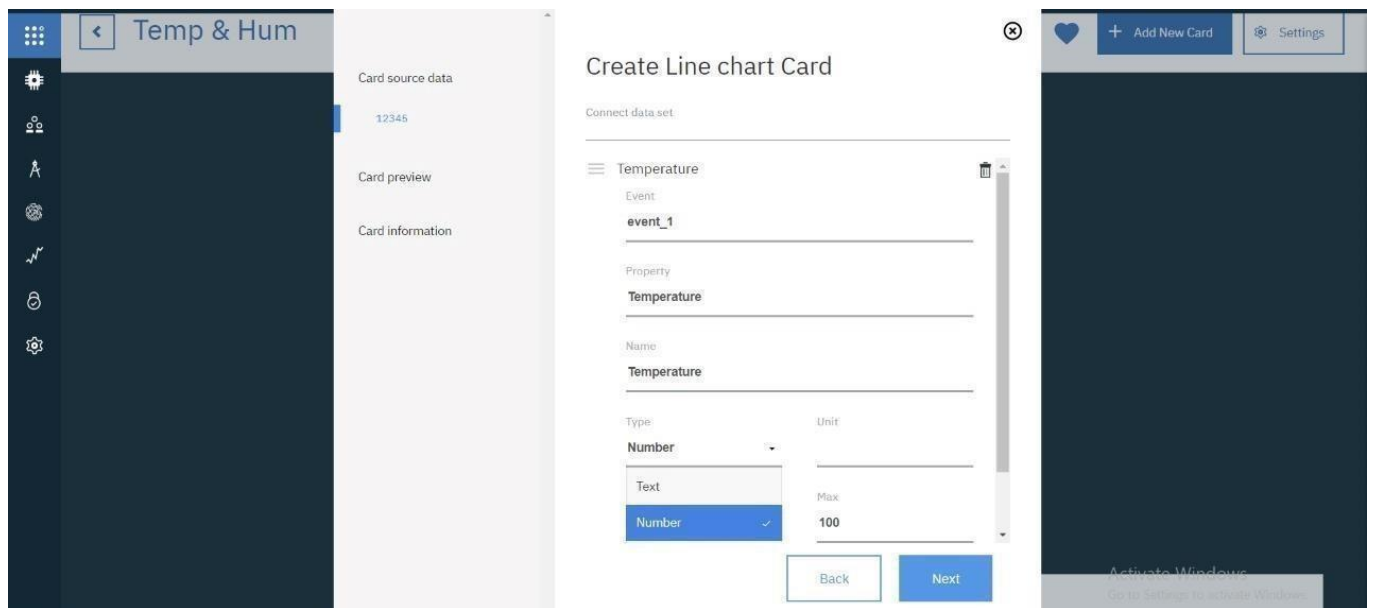 Temp & Hum
Add New Card
Settings
Card source data
12345
Card preview
Card information
Create Line chart Card
Connect data set
Temperature
Event
event_1
Property
Temperature
Name
Temperature
Type
Unit
Number
Text
Number
Max
100
Back
Next
Activate Windows
Go to Settings to activate Windows.